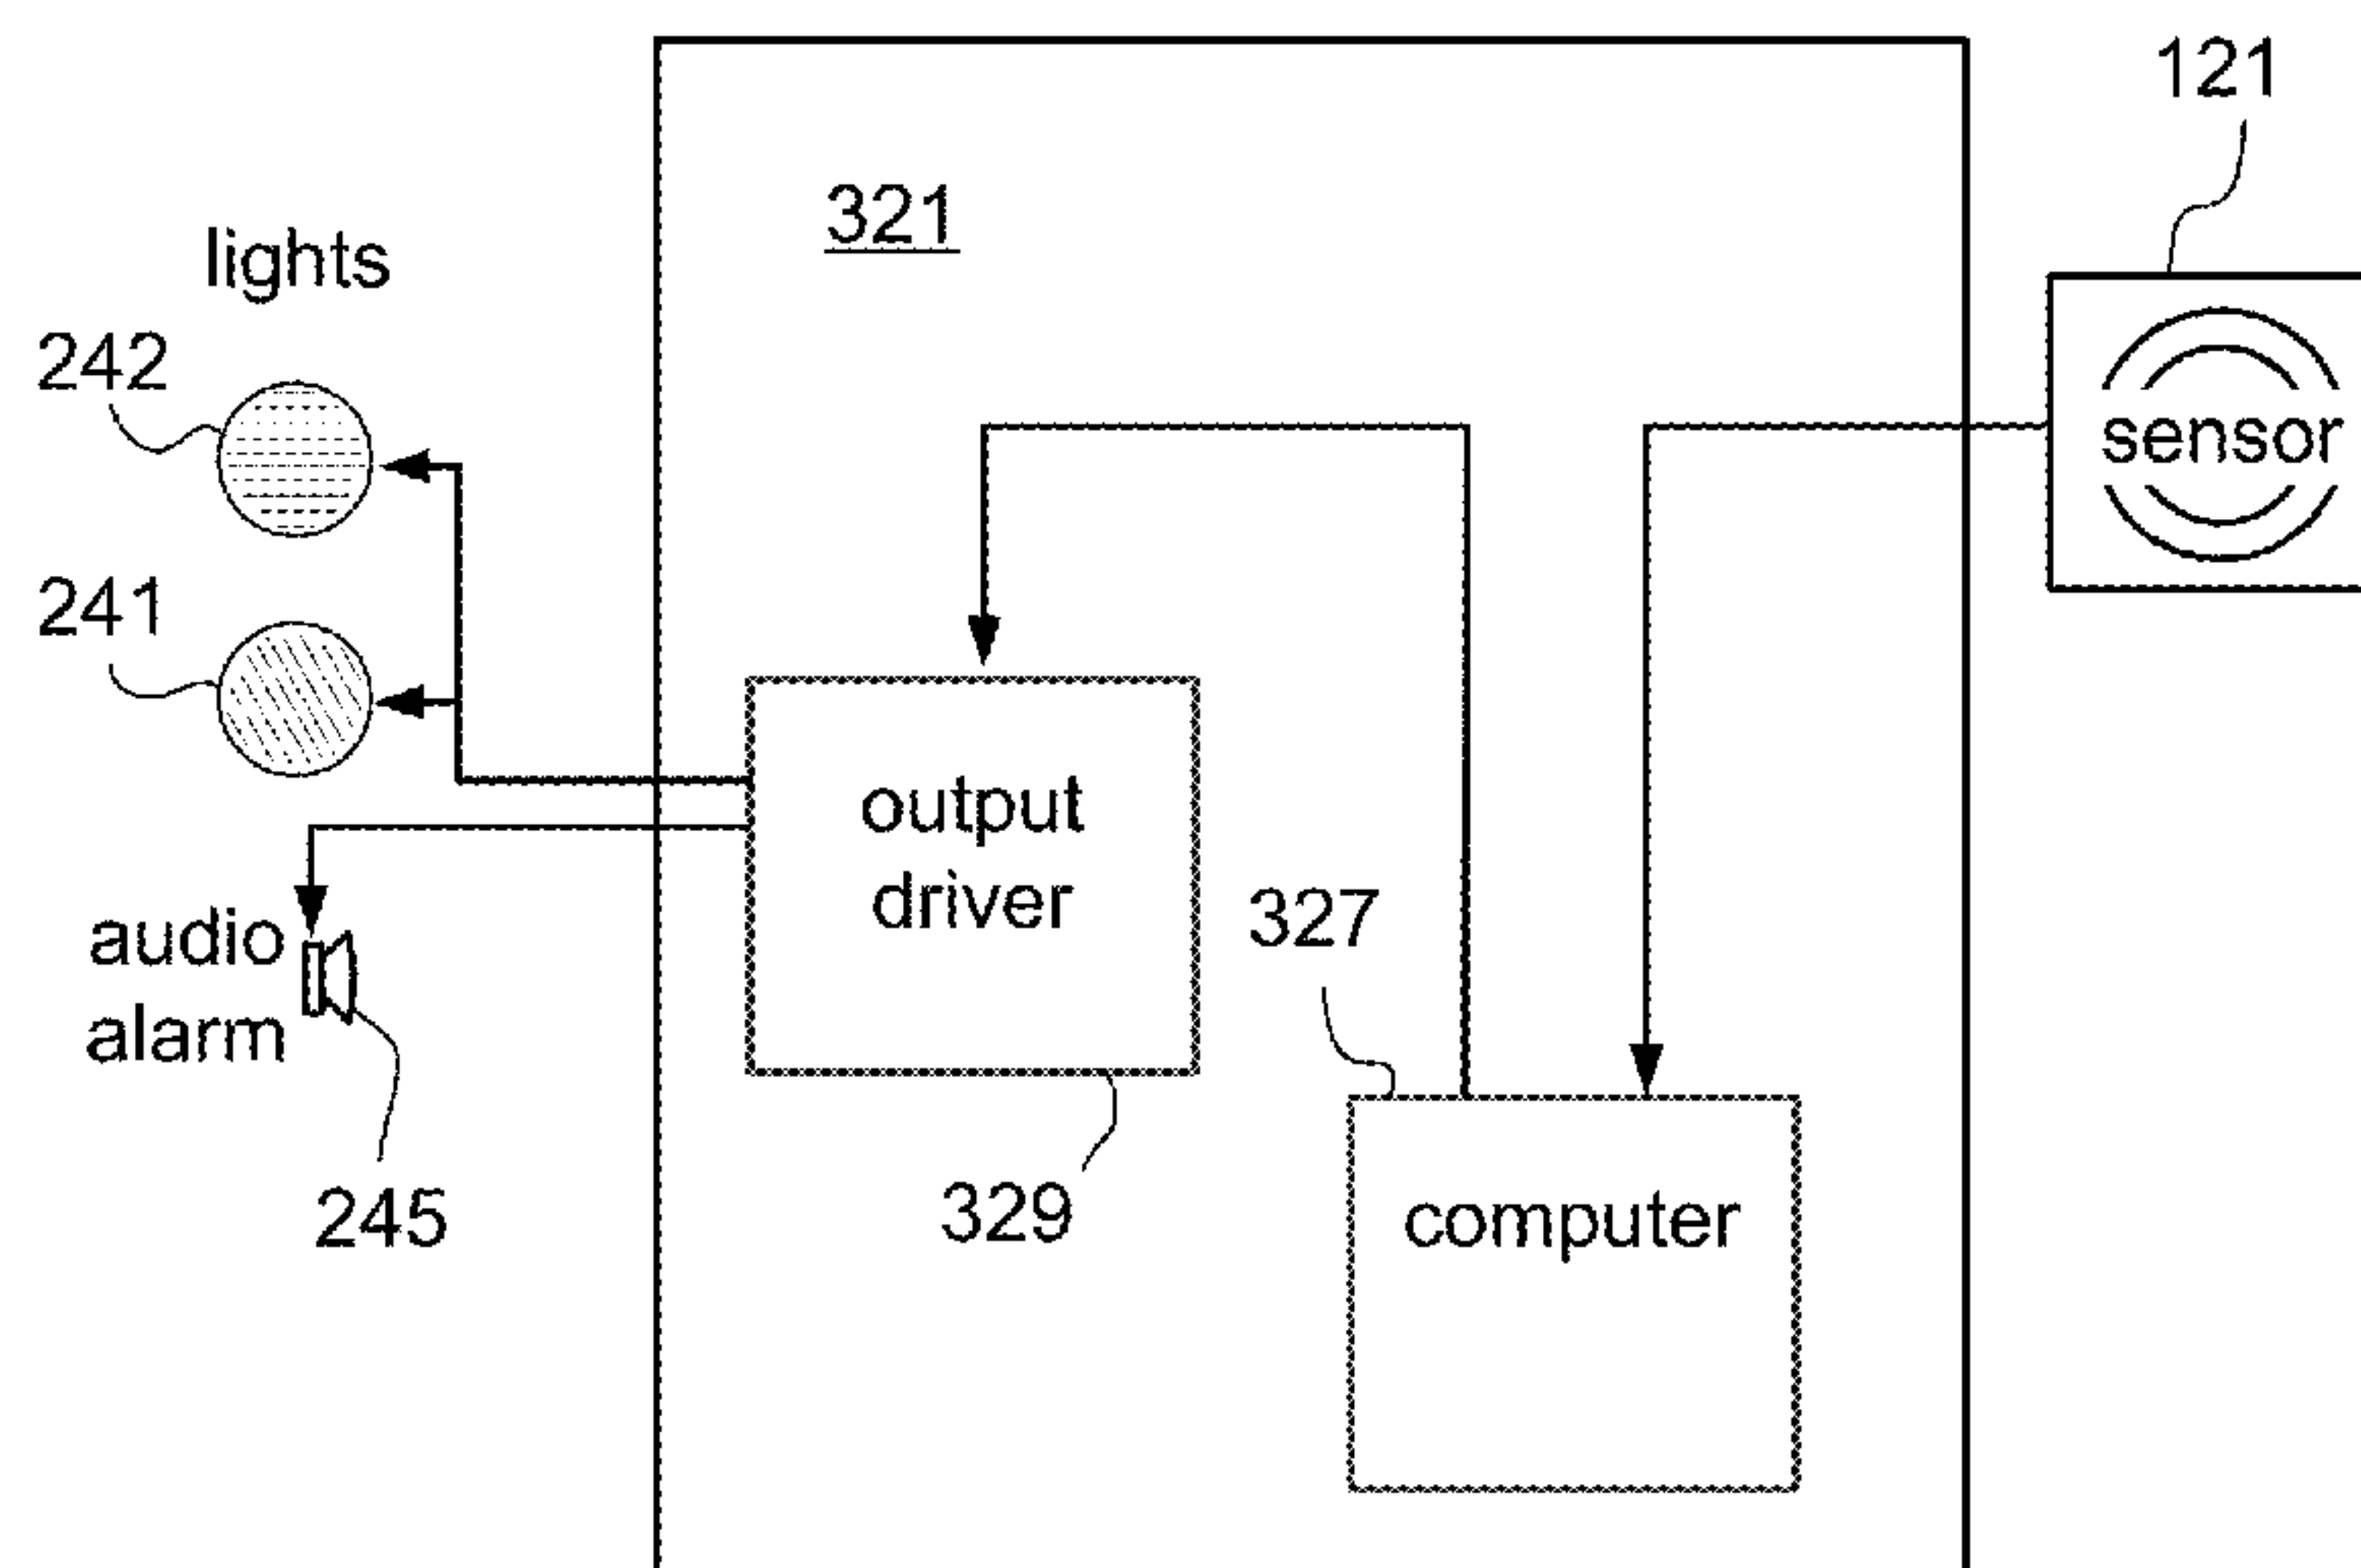 121
321
lights
242
sensor
241
output
driver
327
audio
alarm
329
245
computer